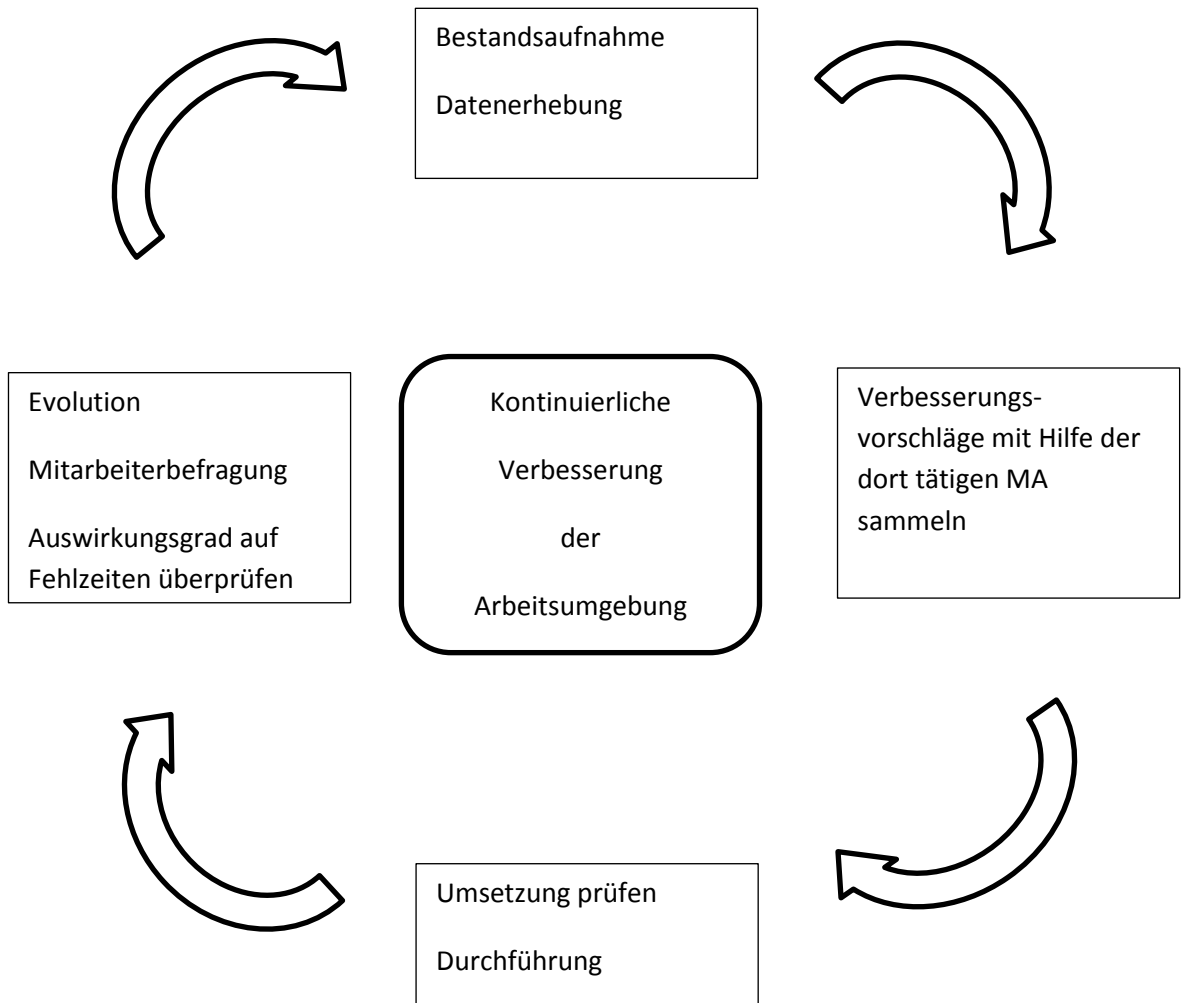 Bestandsaufnahme
Datenerhebung
Evolution
Mitarbeiterbefragung
Auswirkungsgrad auf
Fehlzeiten überprüfen
Kontinuierliche
Verbesserung
der
Arbeitsumgebung
Verbesserungs-
vorschläge mit Hilfe der
dort tätigen MA
sammeln
Umsetzung prüfen
Durchführung